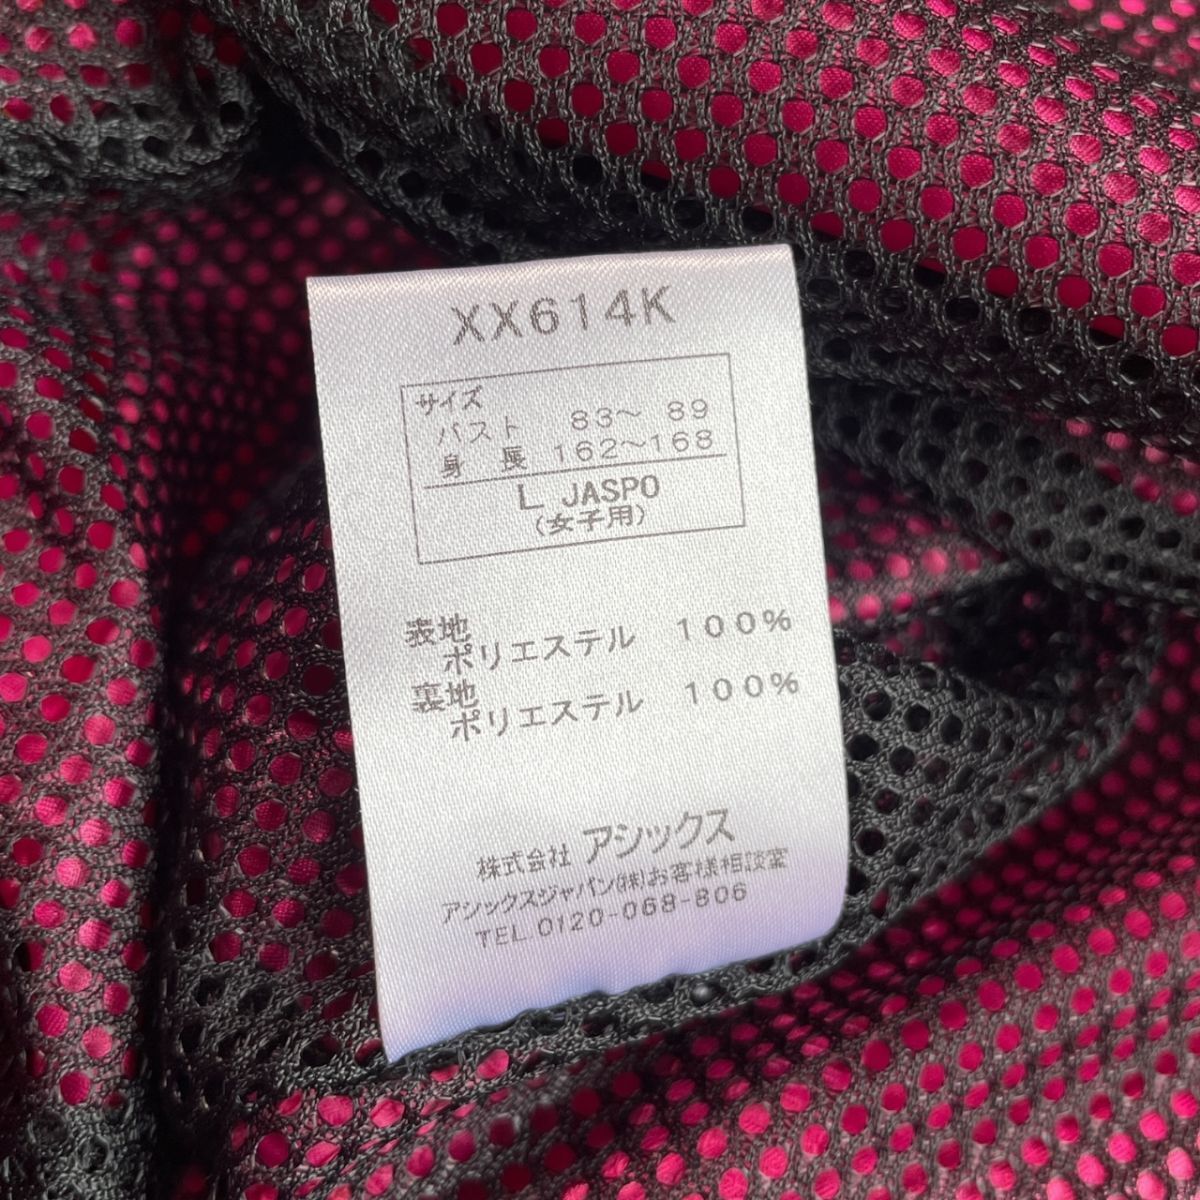 XX614K
サイズ
バスト 83～ 89
身 長 162～168
L JASPO
(女子用)
表地
ポリエステル 100%
裏地
ポリエステル 100%
株式会社 アシックス
アシックスジャパン(株)お客様相談室
TEL.0120-068-806